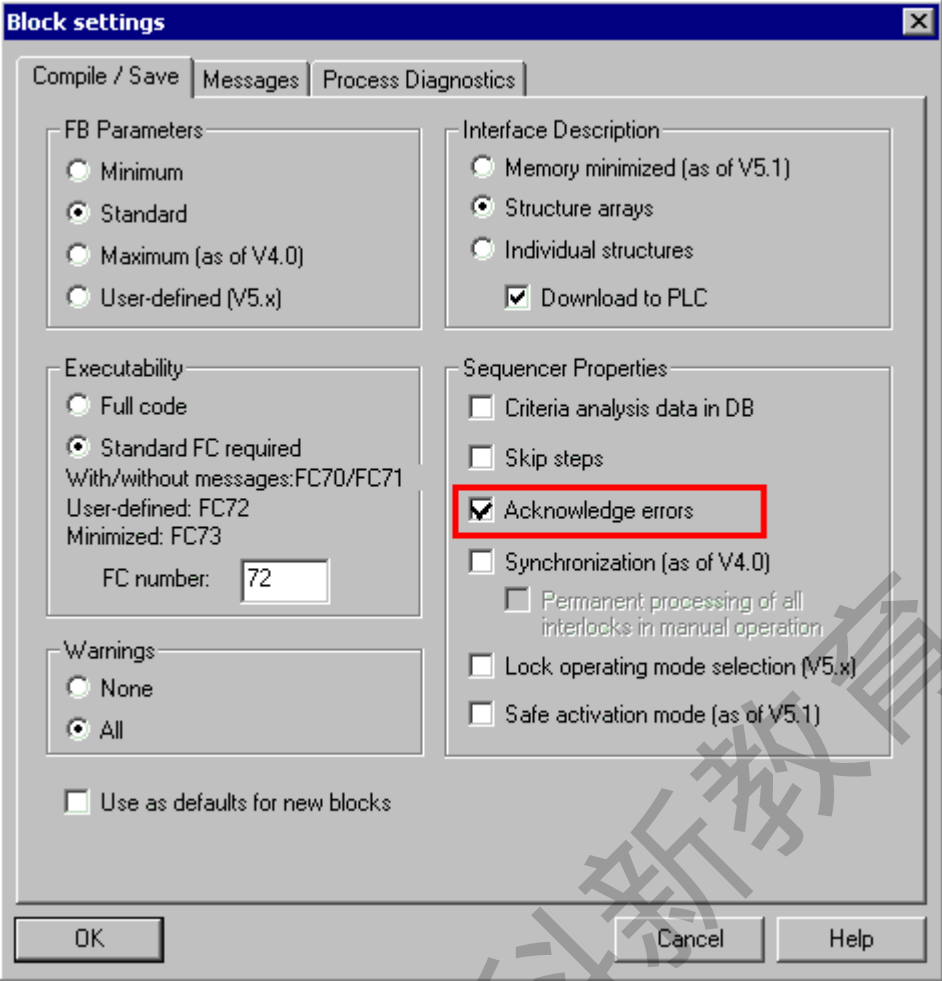 Block settings
Compile / Save
Messages
Process Diagnostics
FB Parameters
Minimum
Standard
Maximum (as of V4.0)
User-defined (V5.x)
Interface Description
Memory minimized (as of V5.1)
Structure arrays
Individual structures
Download to PLC
Executability
Full code
Standard FC required
With/without messages:FC70/FC71
User-defined: FC72
Minimized: FC73
FC number:
72
Sequencer Properties
Criteria analysis data in DB
Skip steps
Acknowledge errors
Synchronization (as of V4.0)
Permanent processing of all
interlocks in manual operation
Lock operating mode selection (V5.x)
Safe activation mode (as of V5.1)
Warnings
None
All
Use as defaults for new blocks
OK
Cancel
Help
科新教育